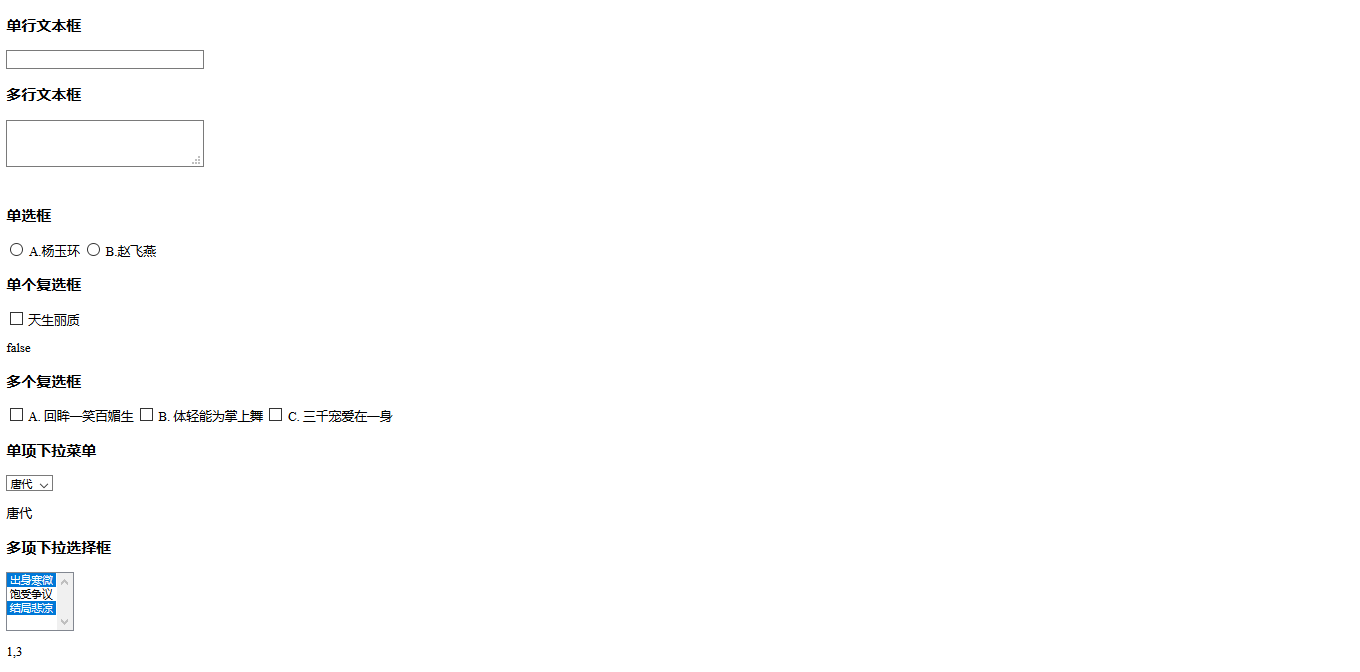 单行文本框
多行文本框
单选框
A.杨玉环 B.赵飞燕
单个复选框
天生丽质
false
多个复选框
A. 回眸一笑百媚生 B. 体轻能为掌上舞 C. 三千宠爱在一身
单项下拉菜单
唐代
唐代
多项下拉选择框
出身寒微
饱受争议
结局悲凉
1,3